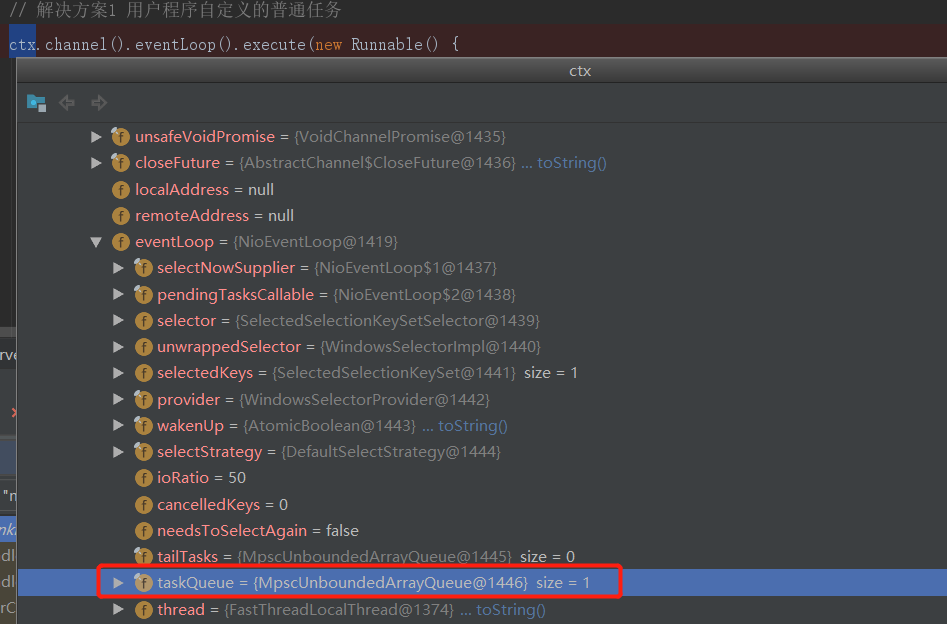 // 解决方案1 用户程序自定义的普通任务
ctx.channel().eventLoop().execute(new Runnable() {
ctx
unsafeVoidPromise = {VoidChannelPromise@1435}
closeFuture = {AbstractChannel$CloseFuture@1436} ... toString()
localAddress = null
remoteAddress = null
eventLoop = {NioEventLoop@1419}
selectNowSupplier = {NioEventLoop$1@1437}
pendingTasksCallable = {NioEventLoop$2@1438}
selector = {SelectedSelectionKeySetSelector@1439}
unwrappedSelector = {WindowsSelectorImpl@1440}
selectedKeys = {SelectedSelectionKeySet@1441} size = 1
provider = {WindowsSelectorProvider@1442}
wakenUp = {AtomicBoolean@1443} ... toString()
selectStrategy = {DefaultSelectStrategy@1444}
ioRatio = 50
cancelledKeys = 0
needsToSelectAgain = false
tailTasks = {MpscUnboundedArrayQueue@1445} size = 0
taskQueue = {MpscUnboundedArrayQueue@1446} size = 1
thread = {FastThreadLocalThread@1374} ... toString()